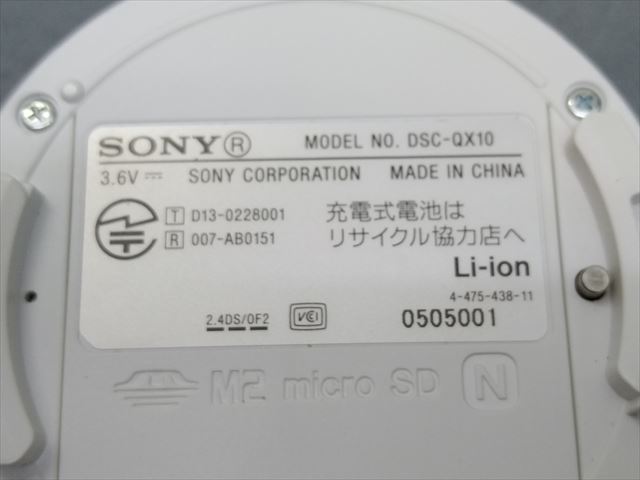 SONY® MODEL NO. DSC-QX10
3.6V⎓ SONY CORPORATION MADE IN CHINA
T D13-0228001
R 007-AB0151
充電式電池は
リサイクル協力店へ
Li-ion
4-475-438-11
2.4DS/OF2 VCI 0505001
M2 micro SD N